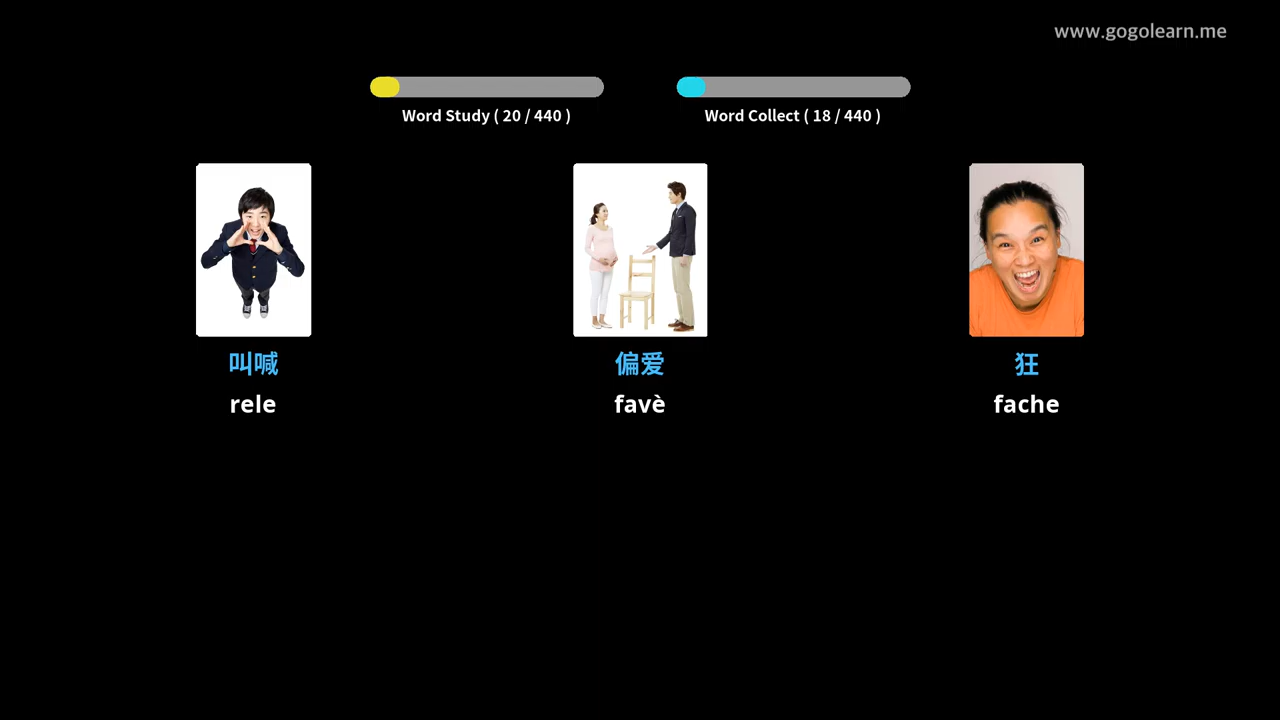 www.gogolearn.me
Word Study ( 20 / 440 )
Word Collect ( 18 / 440 )
叫喊
偏爱
狂
rele
favè
fache